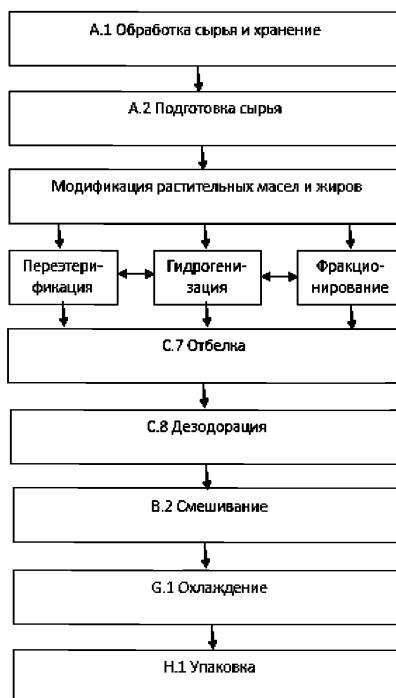 А.1 Обработка сырья и хранение
А.2 Подготовка сырья
Модификация растительных масел и жиров
Переэтери-
фикация
Гидрогени-
зация
Фракцио-
нирование
С.7 Отбелка
С.8 Дезодорация
В.2 Смешивание
G.1 Охлаждение
Н.1 Упаковка